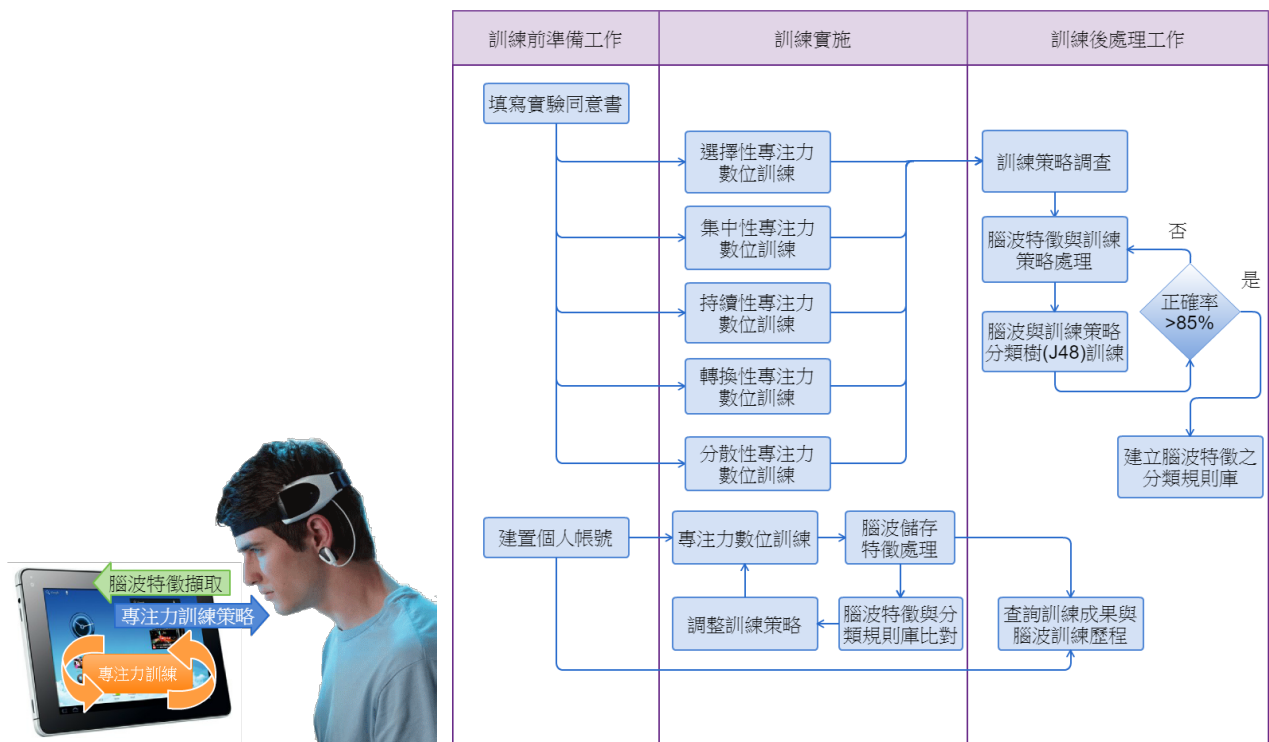 訓練前準備工作
訓練實施
訓練後處理工作
填寫實驗同意書
選擇性專注力
數位訓練
集中性專注力
數位訓練
持續性專注力
數位訓練
轉換性專注力
數位訓練
分散性專注力
數位訓練
訓練策略調查
腦波特徵與訓練
策略處理
腦波與訓練策略
分類樹(J48)訓練
否
正確率
>85%
是
建立腦波特徵之
分類規則庫
建置個人帳號
專注力數位訓練
腦波儲存
特徵處理
調整訓練策略
腦波特徵與分
類規則庫比對
查詢訓練成果與
腦波訓練歷程
腦波特徵擷取
專注力訓練策略
專注力訓練